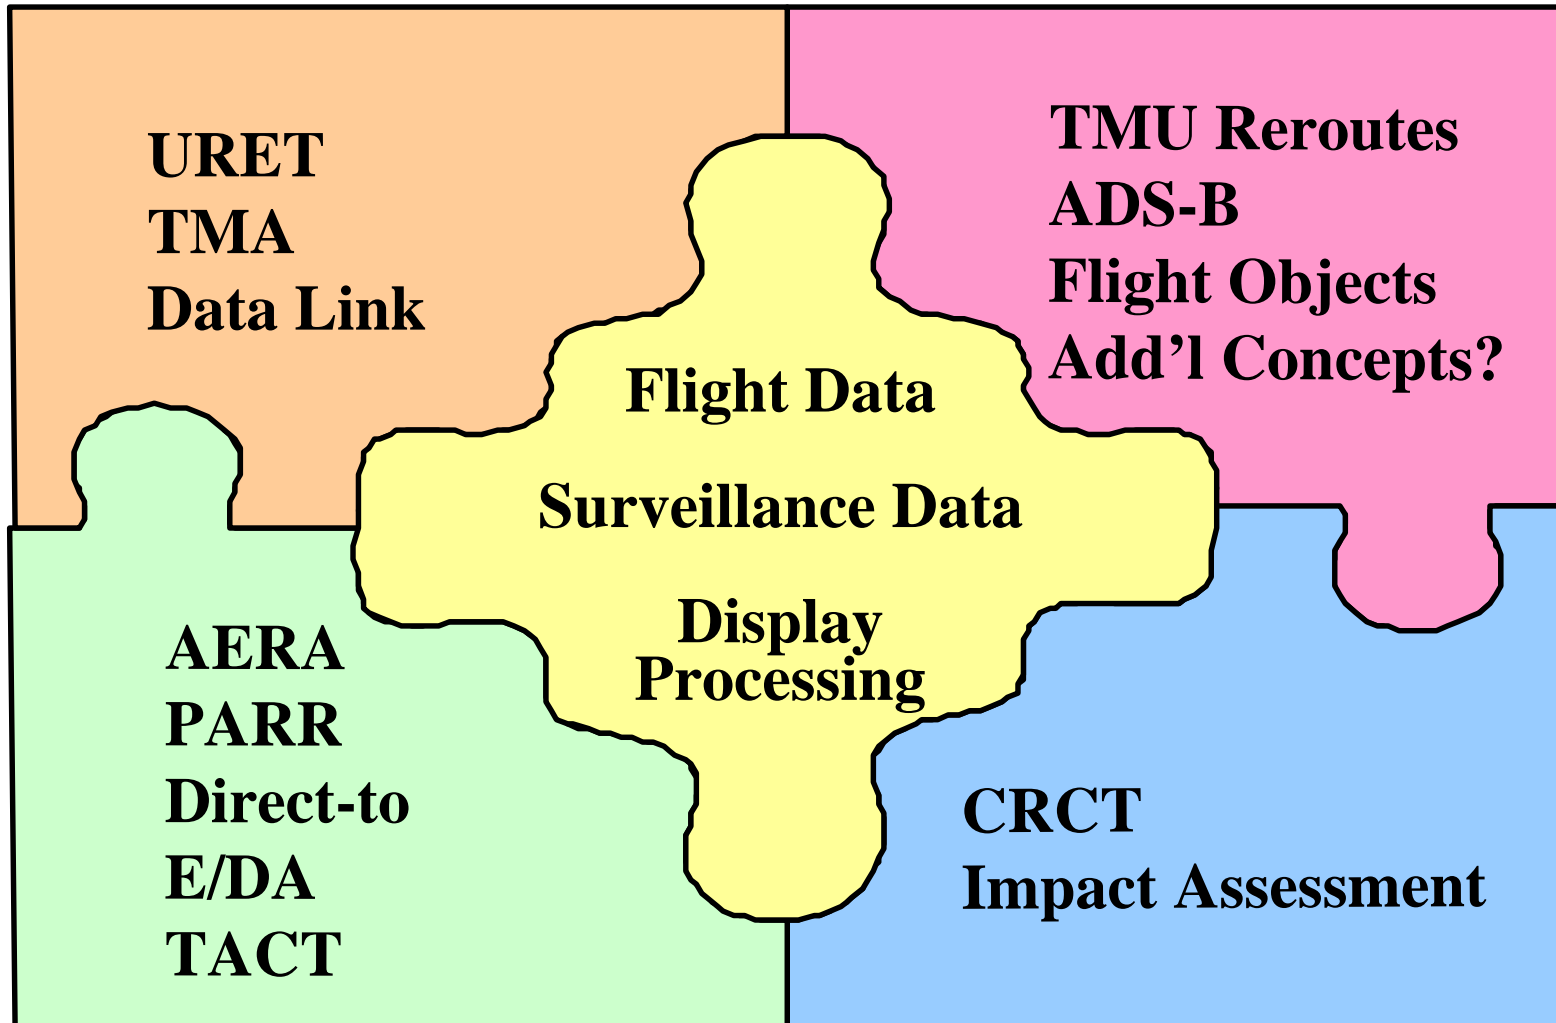 URET
TMA
Data Link
TMU Reroutes
ADS-B
Flight Objects
Add’l Concepts?
Flight Data
Surveillance Data
Display
Processing
AERA
PARR
Direct-to
E/DA
TACT
CRCT
Impact Assessment